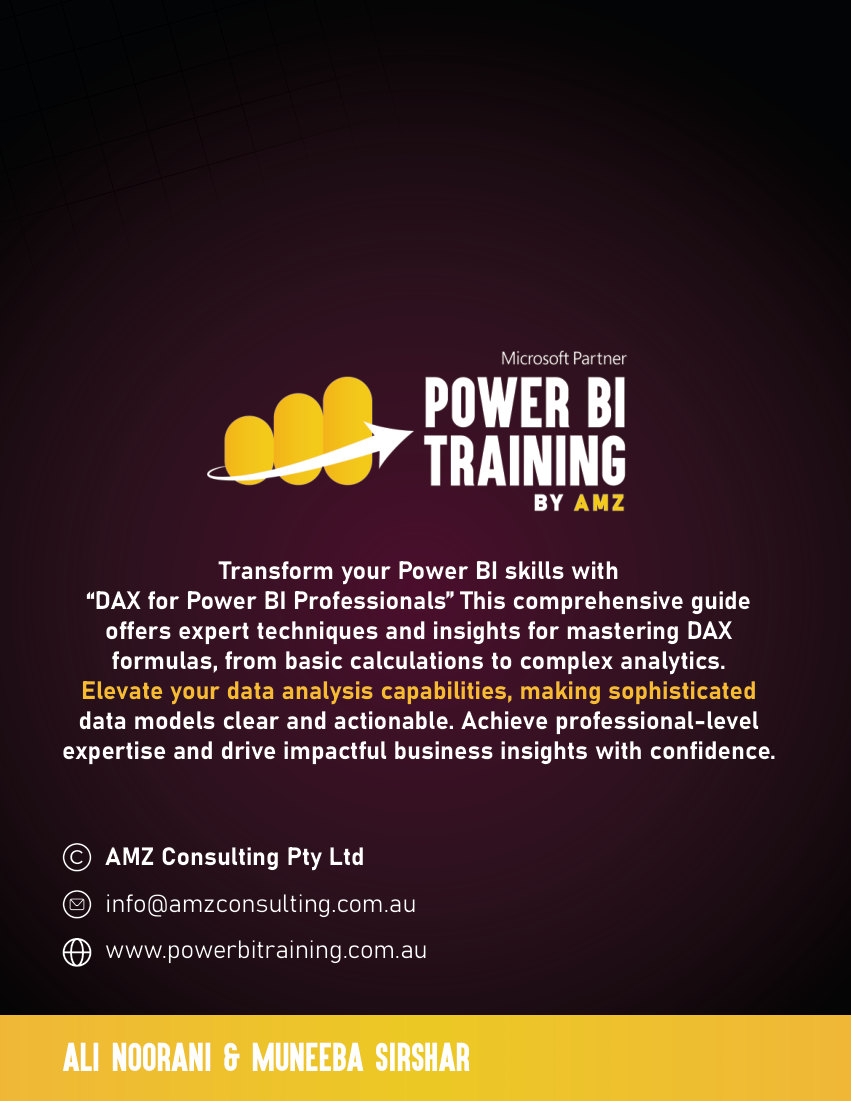 Microsoft Partner
POWER BI
TRAINING
BY AMZ
Transform your Power BI skills with
“DAX for Power BI Professionals” This comprehensive guide
offers expert techniques and insights for mastering DAX
formulas, from basic calculations to complex analytics.
Elevate your data analysis capabilities, making sophisticated
data models clear and actionable. Achieve professional-level
expertise and drive impactful business insights with confidence.
© AMZ Consulting Pty Ltd
info@amzconsulting.com.au
www.powerbitraining.com.au
ALI NOORANI & MUNEEBA SIRSHAR